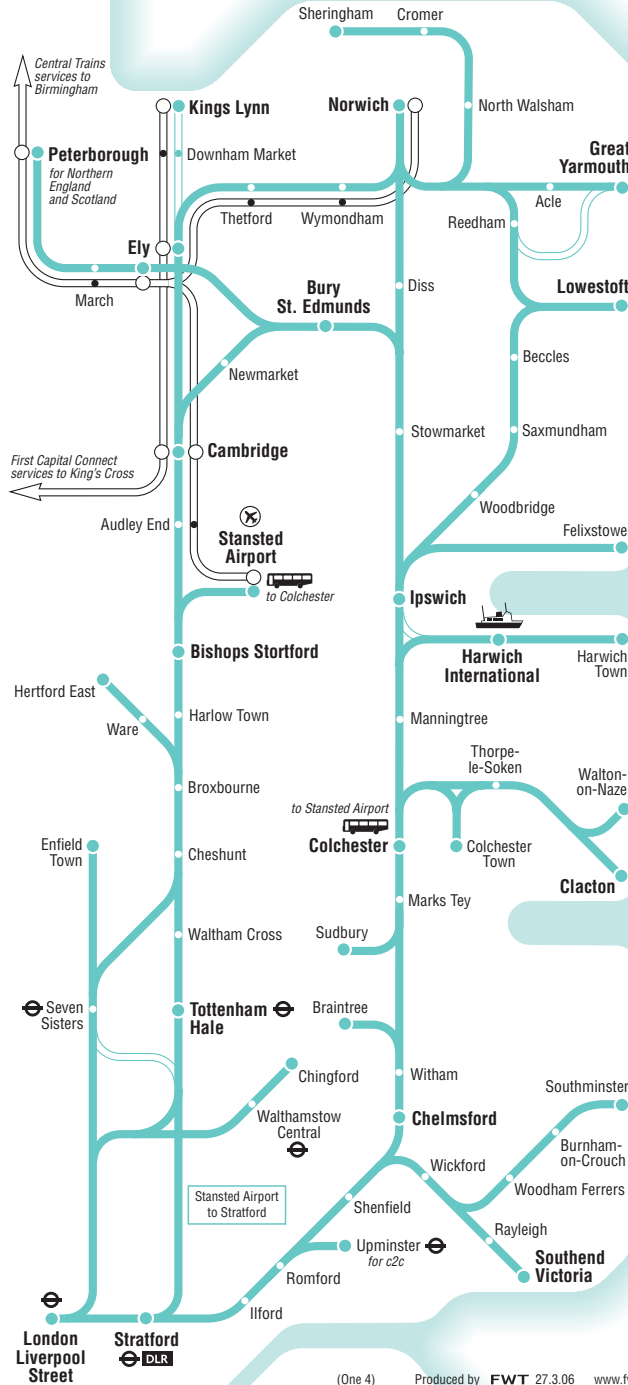 Sheringham
Cromer
Central Trains
services to
Birmingham
Kings Lynn
Norwich
North Walsham
Peterborough
for Northern
England
and Scotland
Downham Market
Great
Yarmouth
Acle
Thetford
Wymondham
Reedham
Ely
March
Bury
St. Edmunds
Diss
Lowestoft
Beccles
Newmarket
Stowmarket
Saxmundham
Cambridge
First Capital Connect
services to King's Cross
Woodbridge
Audley End
Stansted
Airport
to Colchester
Felixstowe
Ipswich
Bishops Stortford
Harwich
International
Harwich
Town
Hertford East
Ware
Harlow Town
Manningtree
Thorpe-
le-Soken
Walton-
on-Naze
Broxbourne
to Stansted Airport
Colchester
Colchester
Town
Clacton
Enfield
Town
Cheshunt
Marks Tey
Sudbury
Waltham Cross
Seven
Sisters
Tottenham
Hale
Braintree
Witham
Chingford
Walthamstow
Central
Chelmsford
Southminster
Burnham-
on-Crouch
Wickford
Woodham Ferrers
Stansted Airport
to Stratford
Shenfield
Rayleigh
Upminster
for c2c
Southend
Victoria
Romford
Ilford
London
Liverpool
Street
Stratford
DLR
(One 4) Produced by FWT 27.3.06 www.fv